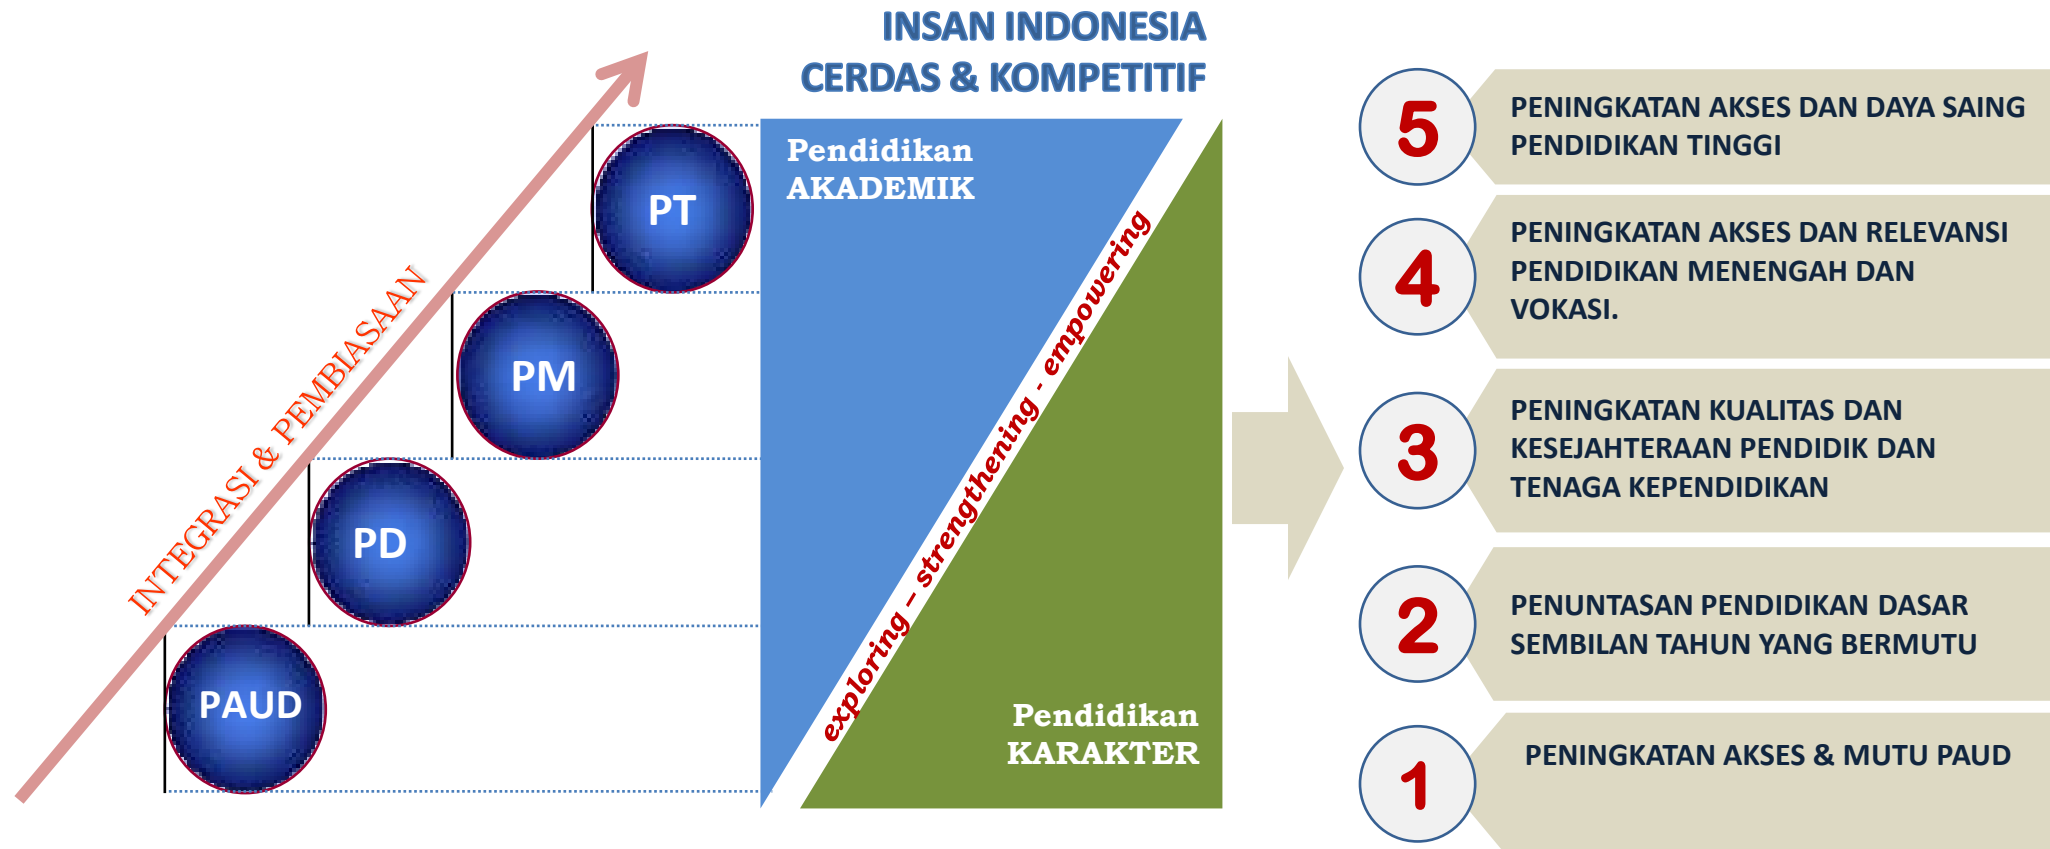 INSAN INDONESIA
CERDAS & KOMPETITIF
INTEGRASI & PEMBIASAAN
PT
PM
PD
PAUD
Pendidikan
AKADEMIK
exploring – strengthening - empowering
Pendidikan
KARAKTER
5
PENINGKATAN AKSES DAN DAYA SAING
PENDIDIKAN TINGGI
4
PENINGKATAN AKSES DAN RELEVANSI
PENDIDIKAN MENENGAH DAN
VOKASI.
3
PENINGKATAN KUALITAS DAN
KESEJAHTERAAN PENDIDIK DAN
TENAGA KEPENDIDIKAN
2
PENUNTASAN PENDIDIKAN DASAR
SEMBILAN TAHUN YANG BERMUTU
1
PENINGKATAN AKSES & MUTU PAUD